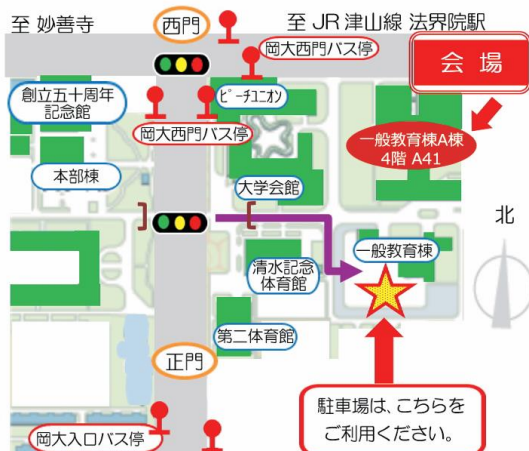 至 妙善寺
西門
至 JR 津山線 法界院駅
岡大西門バス停
会 場
創立五十周年
記念館
ピーチユニオン
岡大西門バス停
一般教育棟A棟
4階 A41
本部棟
大学会館
北
一般教育棟
清水記念
体育館
第二体育館
正門
駐車場は、こちらを
ご利用ください。
岡大入口バス停